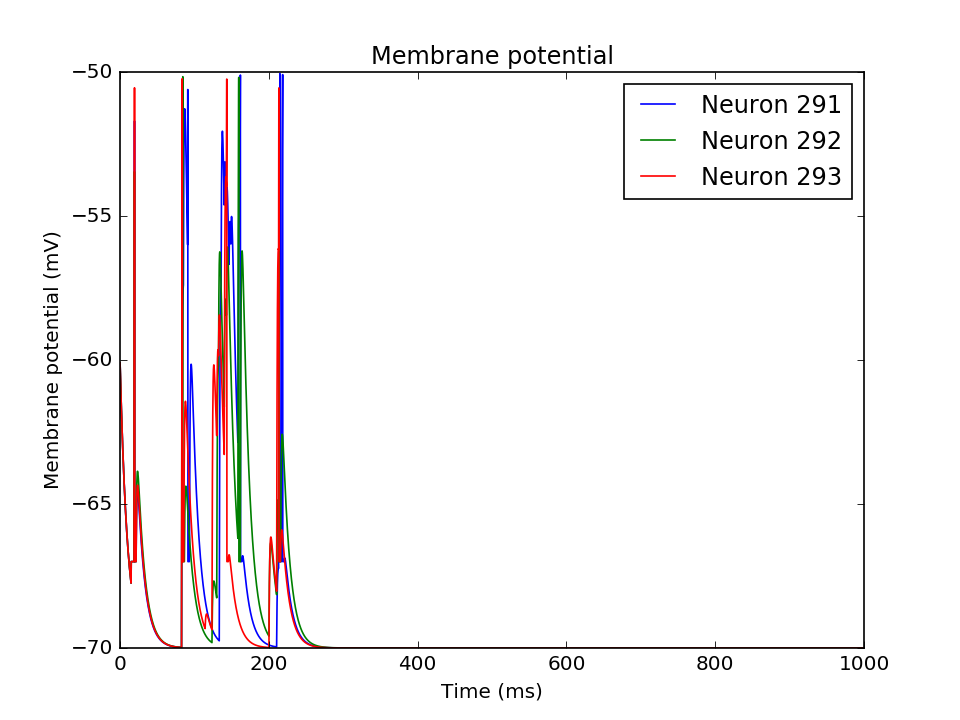 Membrane potential
−50
−55
−60
−65
−70
Membrane potential (mV)
Neuron 291
Neuron 292
Neuron 293
0
200
400
600
800
1000
Time (ms)